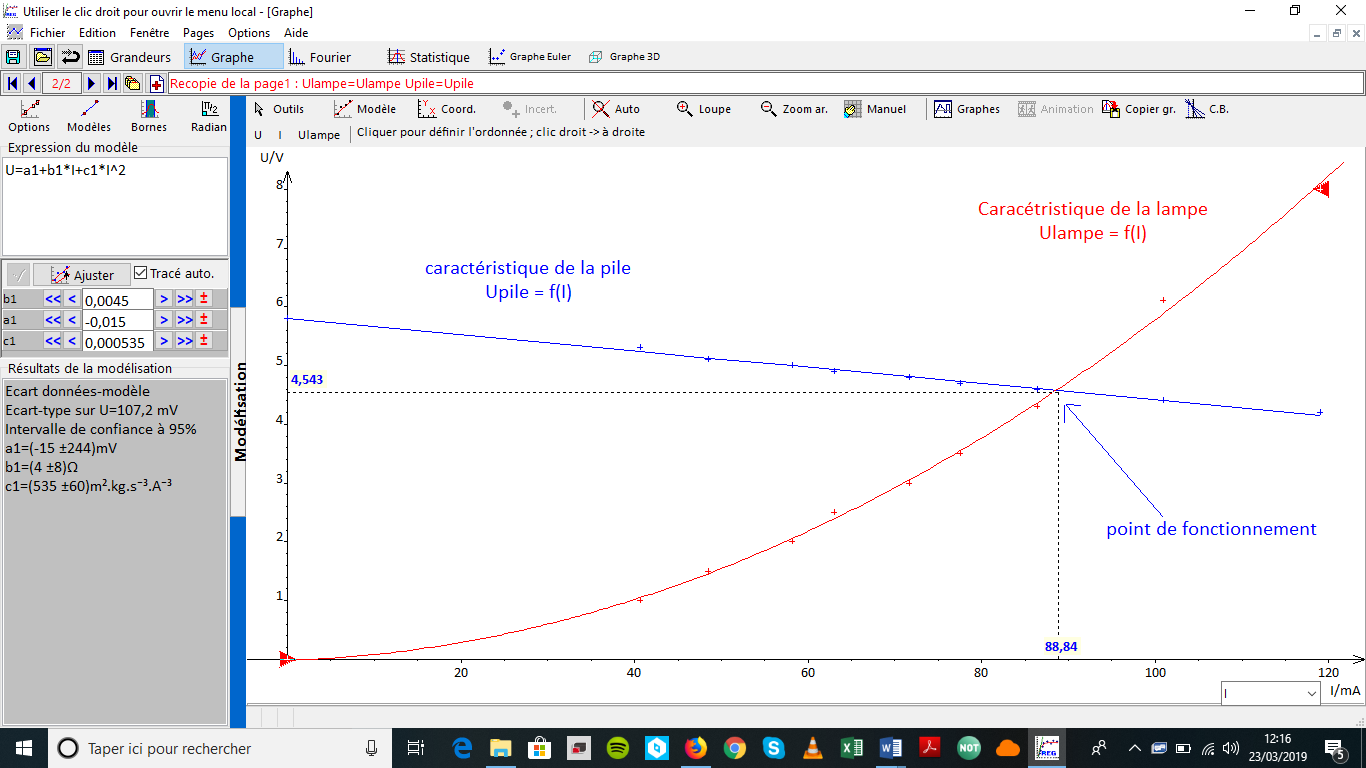 Utiliser le clic droit pour ouvrir le menu local - [Graphe]
Fichier Edition Fenêtre Pages Options Aide
Grandeurs Graphe Fourier Statistique Graphe Euler Graphe 3D
2/2 Recopie de la page1 : Ulampe=Ulampe Upile=Upile
Options Modèles Bornes Radian
Outils Modèle Coord. Incert. Auto Loupe Zoom ar. Manuel Graphes Animation Copier gr. C.B.
U I Ulampe Cliquer pour définir l'ordonnée ; clic droit -> à droite
Expression du modèle
U=a1+b1*I+c1*I^2
Ajuster Tracé auto.
b1 << < 0,0045 > >> ±
a1 << < -0,015 > >> ±
c1 << < 0,000535 > >> ±
Résultats de la modélisation
Ecart données-modèle
Ecart-type sur U=107,2 mV
Intervalle de confiance à 95%
a1=(-15 ±244)mV
b1=(4 ±8)Ω
c1=(535 ±60)m².kg.s⁻³.A⁻³
Modélisation
U/V
8
7
6
5
4
3
2
1
Caracétristique de la lampe
Ulampe = f(I)
caractéristique de la pile
Upile = f(I)
4,543
point de fonctionnement
88,84
20 40 60 80 100 120
I/mA
I
Taper ici pour rechercher
NOT
REG
12:16
23/03/2019
5